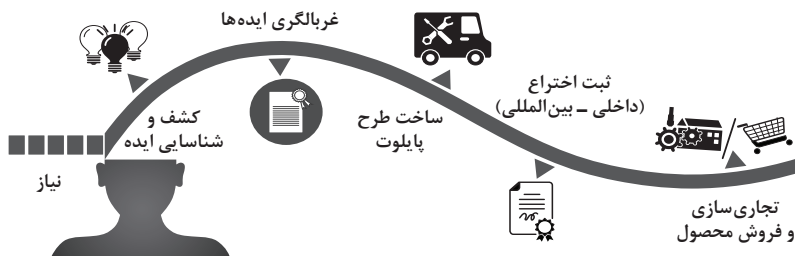 نیاز
کشف و
شناسایی ایده
غربالگری ایده‌ها
ساخت طرح
پایلوت
ثبت اختراع
(داخلی ـ بین‌المللی)
تجاری‌سازی
و فروش محصول